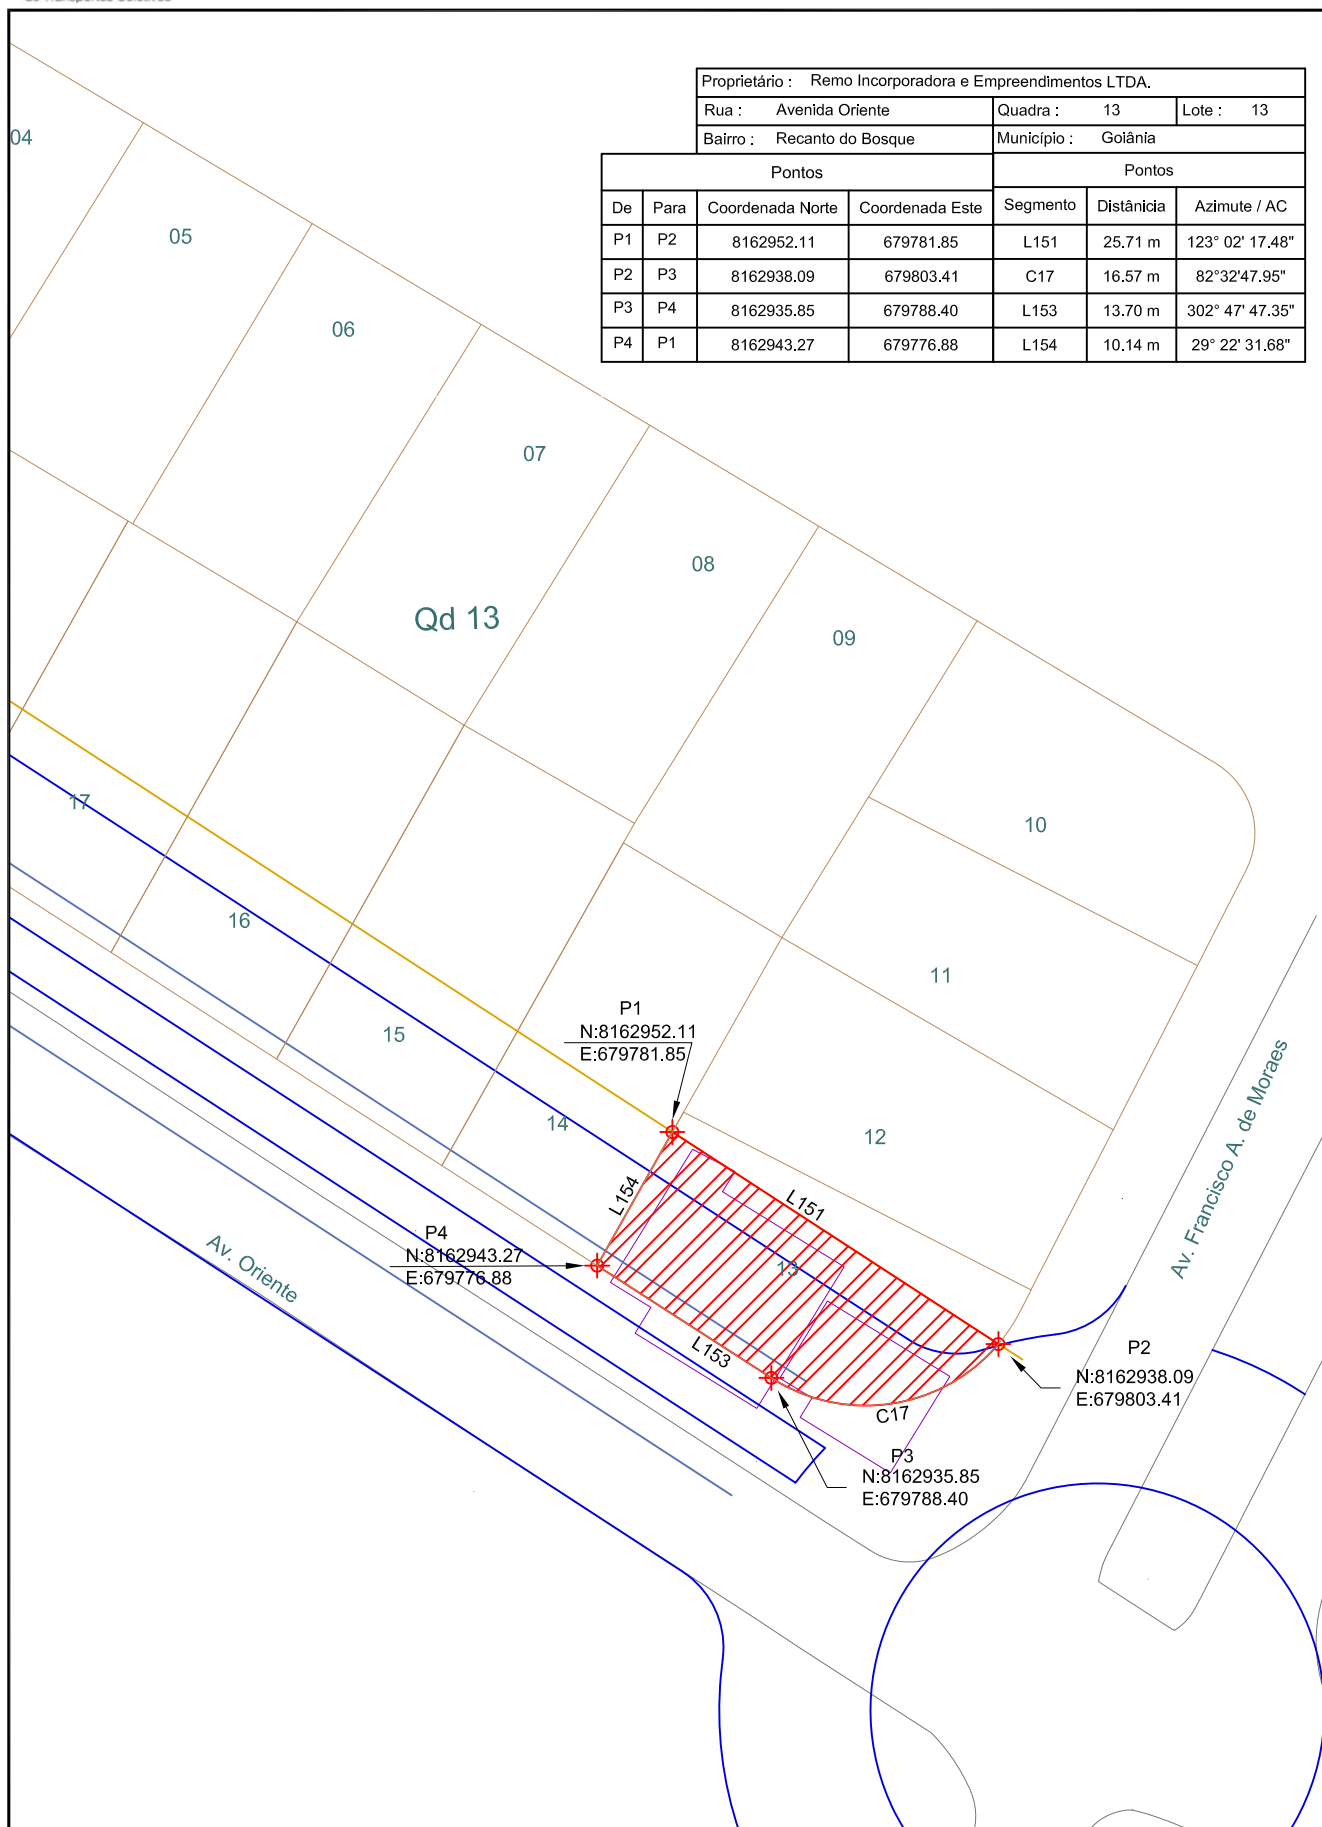 Proprietário : Remo Incorporadora e Empreendimentos LTDA.
Rua : Avenida Oriente Quadra : 13 Lote : 13
Bairro : Recanto do Bosque Município : Goiânia
Pontos Pontos
De Para Coordenada Norte Coordenada Este Segmento Distânicia Azimute / AC
P1 P2 8162952.11 679781.85 L151 25.71 m 123° 02' 17.48"
P2 P3 8162938.09 679803.41 C17 16.57 m 82°32'47.95"
P3 P4 8162935.85 679788.40 L153 13.70 m 302° 47' 47.35"
P4 P1 8162943.27 679776.88 L154 10.14 m 29° 22' 31.68"
04
05
06
07
08
Qd 13
09
10
17
16
11
15
P1
N:8162952.11
E:679781.85
14
12
Av. Francisco A. de Moraes
L154
L151
P4
N:8162943.27
E:679776.88
Av. Oriente
13
L153
P2
N:8162938.09
E:679803.41
C17
P3
N:8162935.85
E:679788.40